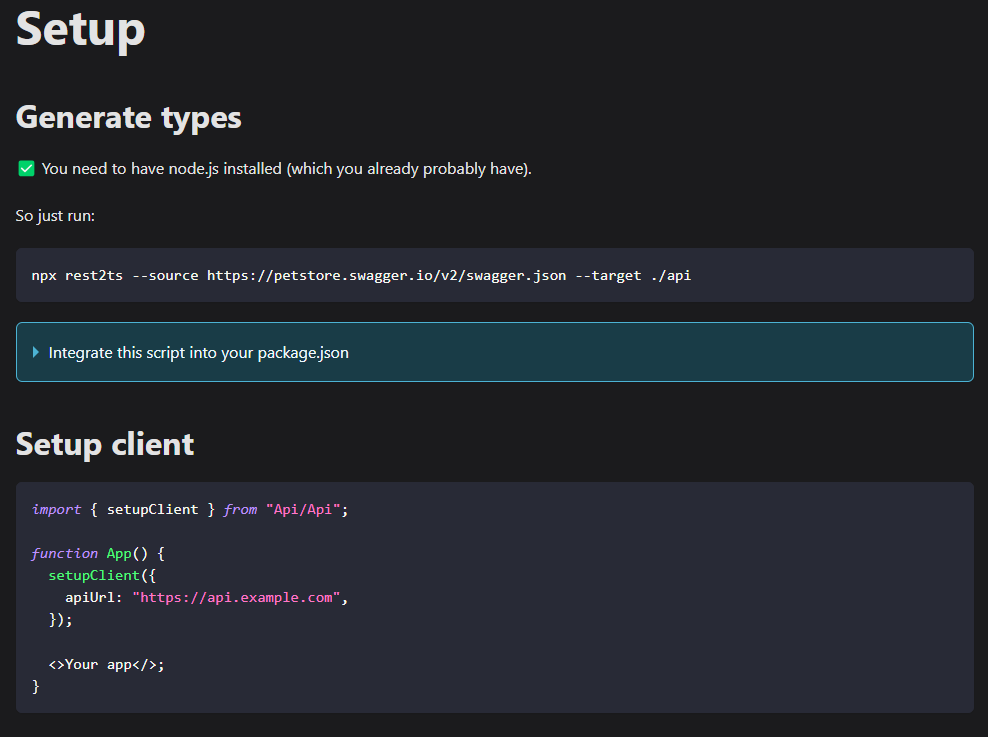 Setup
Generate types
✅ You need to have node.js installed (which you already probably have).
So just run:
npx rest2ts --source https://petstore.swagger.io/v2/swagger.json --target ./api
Integrate this script into your package.json
Setup client
import { setupClient } from "Api/Api";
function App() {
  setupClient({
    apiUrl: "https://api.example.com",
  });
  <>Your app</>;
}